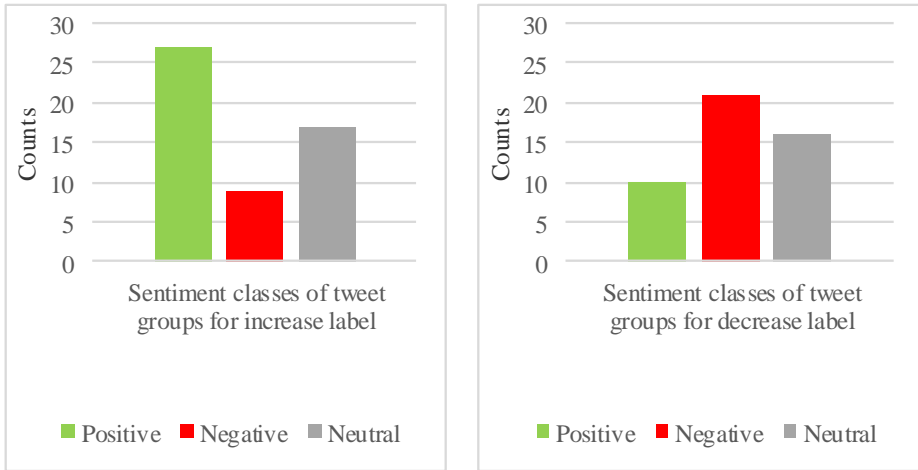 30
25
20
15
10
5
0
Counts
Sentiment classes of tweet
groups for increase label
Positive Negative Neutral
30
25
20
15
10
5
0
Counts
Sentiment classes of tweet
groups for decrease label
Positive Negative Neutral